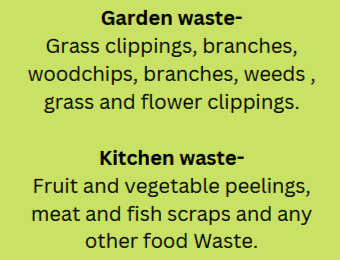 Garden waste-
Grass clippings, branches,
woodchips, branches, weeds ,
grass and flower clippings.
Kitchen waste-
Fruit and vegetable peelings,
meat and fish scraps and any
other food Waste.